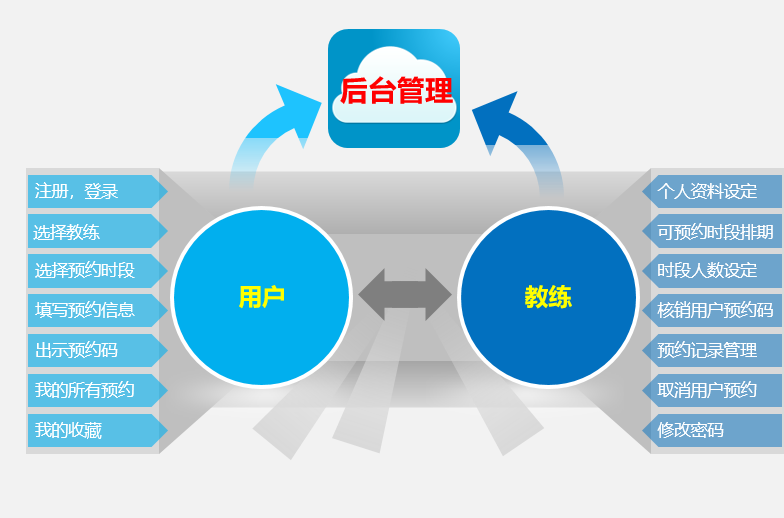 后台管理
注册，登录
选择教练
选择预约时段
填写预约信息
出示预约码
我的所有预约
我的收藏
用户
教练
个人资料设定
可预约时段排期
时段人数设定
核销用户预约码
预约记录管理
取消用户预约
修改密码